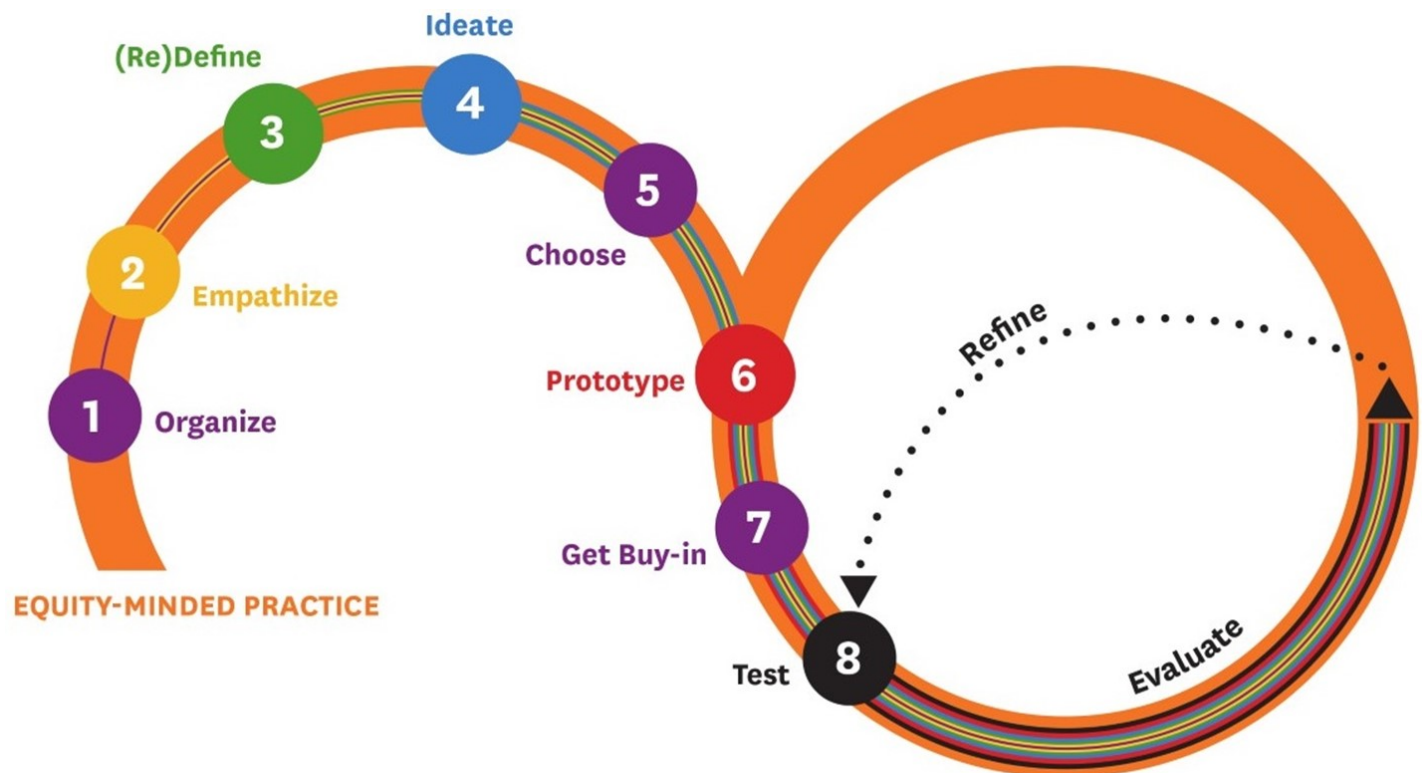 Ideate
(Re)Define
4
3
5
Choose
2
Empathize
Refine
Prototype
6
1
Organize
7
Get Buy-in
EQUITY-MINDED PRACTICE
8
Test
Evaluate